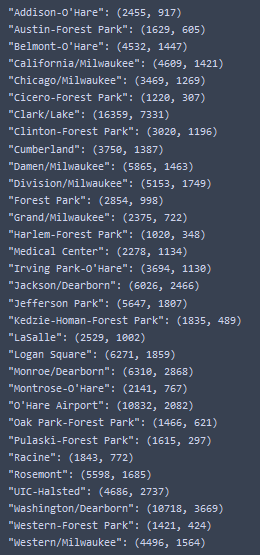 "Addison-O'Hare": (2455, 917)
"Austin-Forest Park": (1629, 605)
"Belmont-O'Hare": (4532, 1447)
"California/Milwaukee": (4609, 1421)
"Chicago/Milwaukee": (3469, 1269)
"Cicero-Forest Park": (1220, 307)
"Clark/Lake": (16359, 7331)
"Clinton-Forest Park": (3020, 1196)
"Cumberland": (3750, 1387)
"Damen/Milwaukee": (5865, 1463)
"Division/Milwaukee": (5153, 1749)
"Forest Park": (2854, 998)
"Grand/Milwaukee": (2375, 722)
"Harlem-Forest Park": (1020, 348)
"Medical Center": (2278, 1134)
"Irving Park-O'Hare": (3694, 1130)
"Jackson/Dearborn": (6026, 2466)
"Jefferson Park": (5647, 1807)
"Kedzie-Homan-Forest Park": (1835, 489)
"LaSalle": (2529, 1002)
"Logan Square": (6271, 1859)
"Monroe/Dearborn": (6310, 2868)
"Montrose-O'Hare": (2141, 767)
"O'Hare Airport": (10832, 2082)
"Oak Park-Forest Park": (1466, 621)
"Pulaski-Forest Park": (1615, 297)
"Racine": (1843, 772)
"Rosemont": (5598, 1685)
"UIC-Halsted": (4686, 2737)
"Washington/Dearborn": (10718, 3669)
"Western-Forest Park": (1421, 424)
"Western/Milwaukee": (4496, 1564)